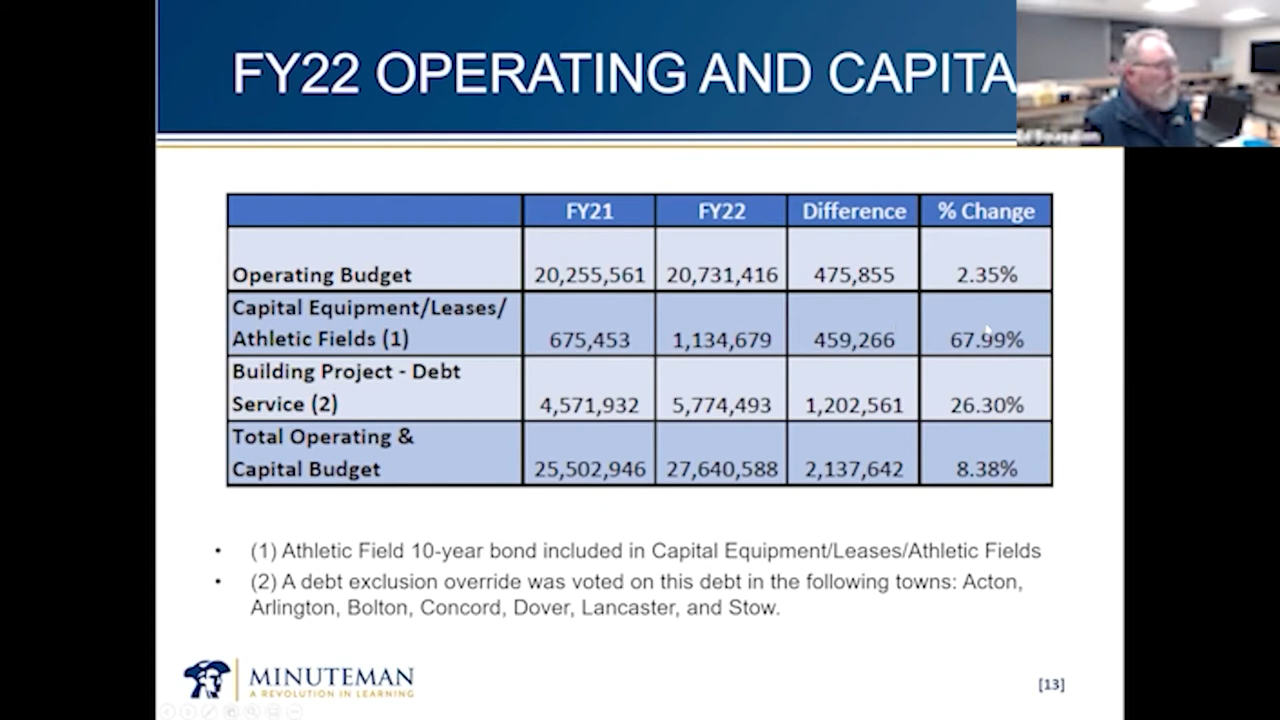 FY22 OPERATING AND CAPITA
FY21 FY22 Difference % Change
Operating Budget 20,255,561 20,731,416 475,855 2.35%
Capital Equipment/Leases/
Athletic Fields (1) 675,453 1,134,679 459,266 67.99%
Building Project - Debt
Service (2) 4,571,932 5,774,493 1,202,561 26.30%
Total Operating &
Capital Budget 25,502,946 27,640,588 2,137,642 8.38%
• (1) Athletic Field 10-year bond included in Capital Equipment/Leases/Athletic Fields
• (2) A debt exclusion override was voted on this debt in the following towns: Acton,
Arlington, Bolton, Concord, Dover, Lancaster, and Stow.
MINUTEMAN
A REVOLUTION IN LEARNING
[13]